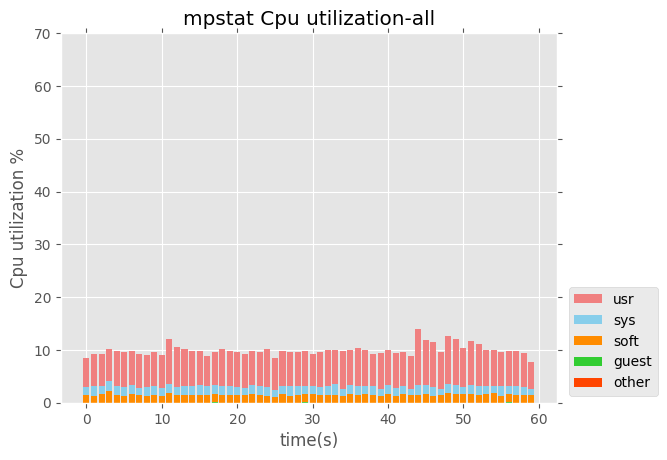 mpstat Cpu utilization-all
70
60
50
40
30
20
10
0
Cpu utilization %
0 10 20 30 40 50 60
time(s)
usr
sys
soft
guest
other